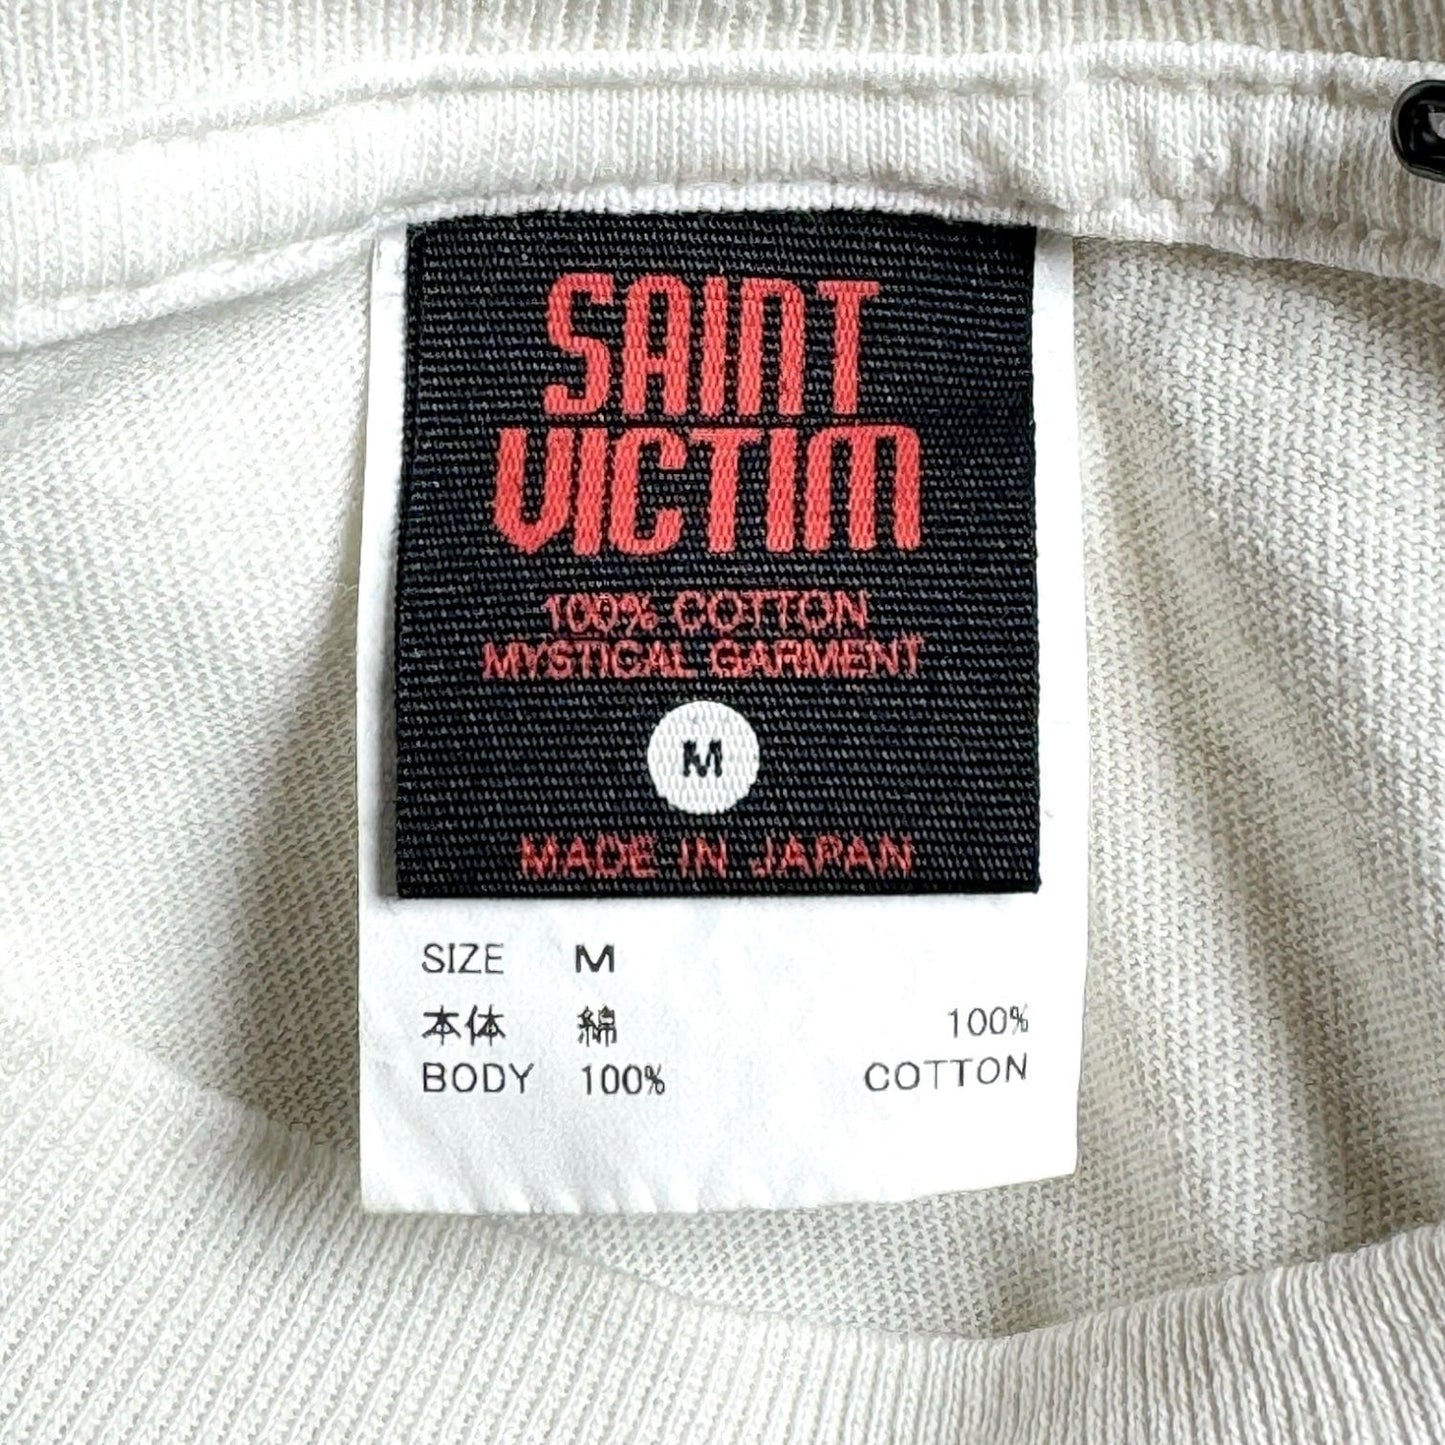 SAINT
VICTIM
100% COTTON
MYSTICAL GARMENT
M
MADE IN JAPAN
SIZE M
本体 綿 100%
BODY 100% COTTON